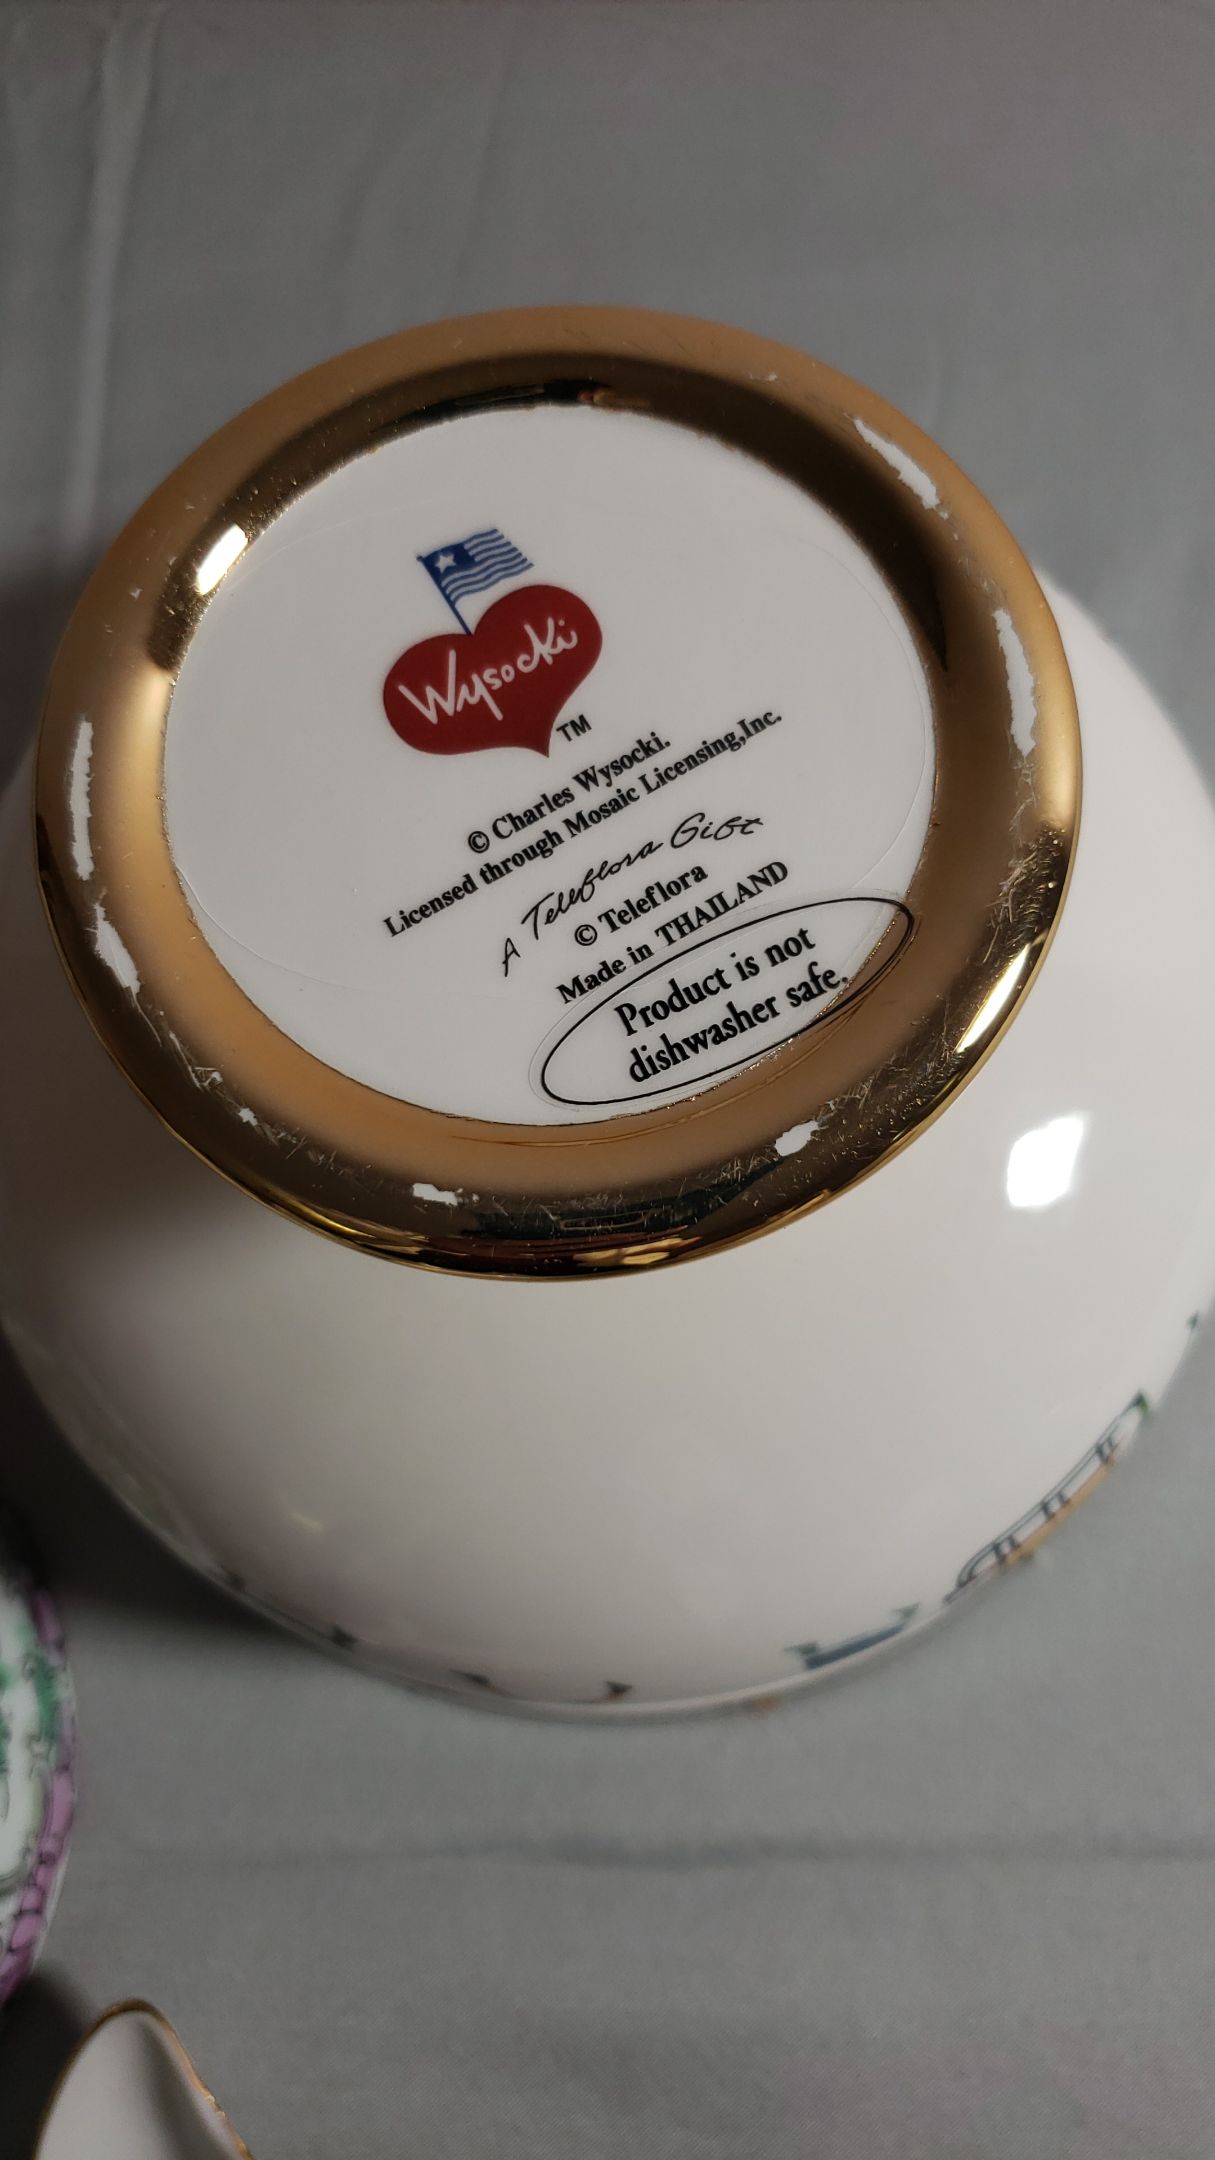 Wysocki
TM
© Charles Wysocki.
Licensed through Mosaic Licensing,Inc.
A Teleflora Gift
© Teleflora
Made in THAILAND
Product is not
dishwasher safe.